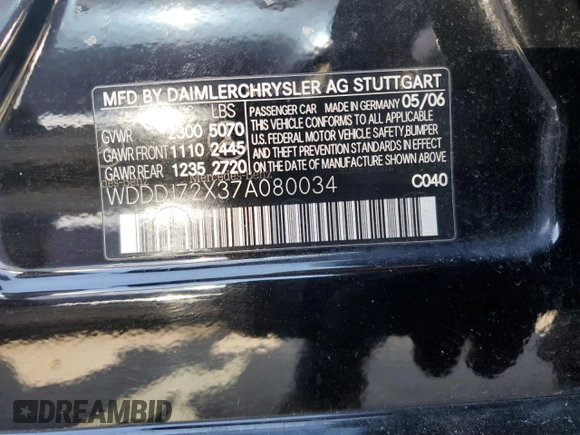 MFD BY DAIMLERCHRYSLER AG STUTTGART
LBS PASSENGER CAR MADE IN GERMANY 05/06
GVWR 2300 5070 THIS VEHICLE CONFORMS TO ALL APPLICABLE
GAWR FRONT 1110 2445 U.S. FEDERAL MOTOR VEHICLE SAFETY, BUMPER
GAWR REAR 1235 2720 AND THEFT PREVENTION STANDARDS IN EFFECT
ON THE DATE OF MANUFACTURE SHOWN ABOVE.
WDDDJ72X37A080034 C040
DREAMBID